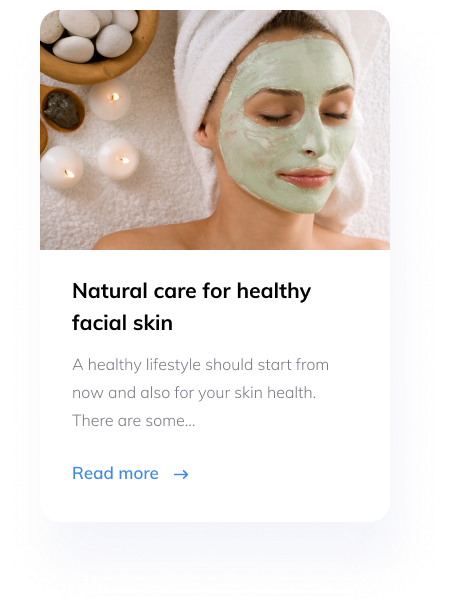 Natural care for healthy
facial skin
A healthy lifestyle should start from
now and also for your skin health.
There are some...
Read more →